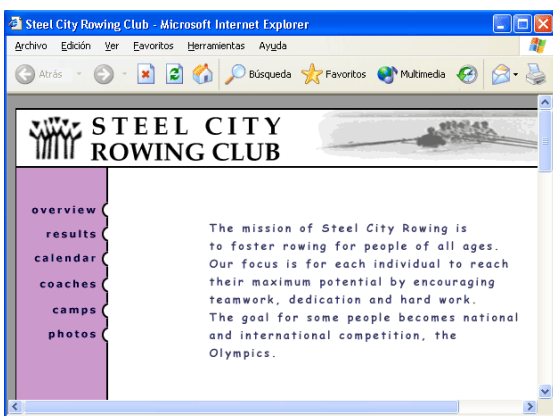 Steel City Rowing Club - Microsoft Internet Explorer
Archivo Edición Ver Favoritos Herramientas Ayuda
Atrás Búsqueda Favoritos Multimedia
STEEL CITY
ROWING CLUB
overview
results
calendar
coaches
camps
photos
The mission of Steel City Rowing is
to foster rowing for people of all ages.
Our focus is for each individual to reach
their maximum potential by encouraging
teamwork, dedication and hard work.
The goal for some people becomes national
and international competition, the
Olympics.